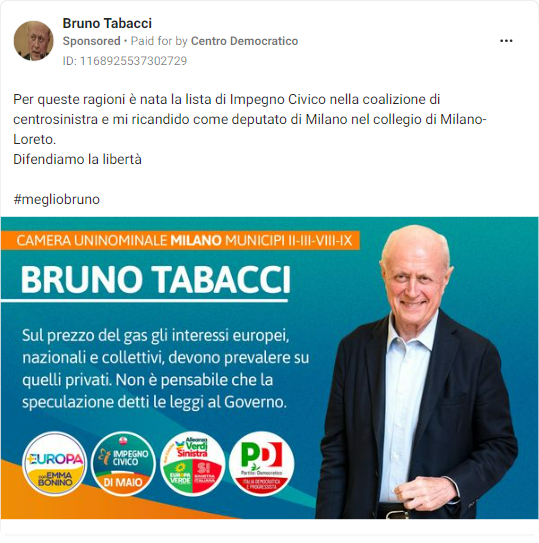 Bruno Tabacci
Sponsored • Paid for by Centro Democratico
ID: 1168925537302729
Per queste ragioni è nata la lista di Impegno Civico nella coalizione di
centrosinistra e mi ricandido come deputato di Milano nel collegio di Milano-
Loreto.
Difendiamo la libertà
#megliobruno
CAMERA UNINOMINALE MILANO MUNICIPI II-III-VIII-IX
BRUNO TABACCI
Sul prezzo del gas gli interessi europei,
nazionali e collettivi, devono prevalere su
quelli privati. Non è pensabile che la
speculazione detti le leggi al Governo.
+EUROPA
CON EMMA
BONINO
IMPEGNO
CIVICO
DI MAIO
Alleanza
Verdi
Sinistra
EUROPA
VERDE
SI
SINISTRA ITALIANA
PD
Partito Democratico
ITALIA DEMOCRATICA
E PROGRESSISTA